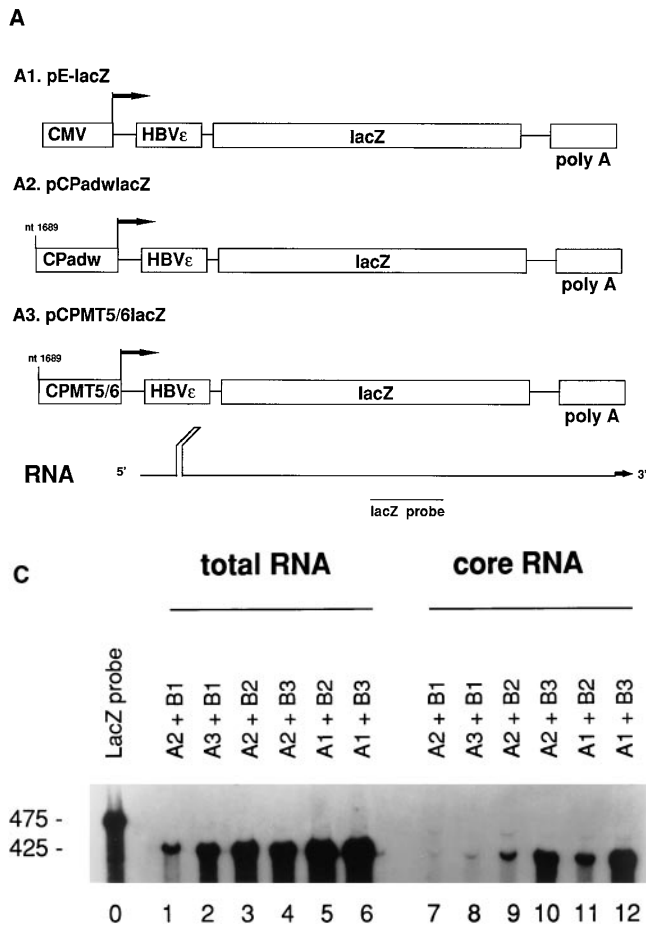 A
A1. pE-lacZ
CMV HBVε lacZ
poly A
A2. pCPadwlacZ
nt 1689
CPadw HBVε lacZ
poly A
A3. pCPMT5/6lacZ
nt 1689
CPMT5/6 HBVε lacZ
poly A
RNA 5' 3'
lacZ probe
C total RNA core RNA
LacZ probe
A2 + B1
A3 + B1
A2 + B2
A2 + B3
A1 + B2
A1 + B3
A2 + B1
A3 + B1
A2 + B2
A2 + B3
A1 + B2
A1 + B3
475 -
425 -
0 1 2 3 4 5 6 7 8 9 10 11 12